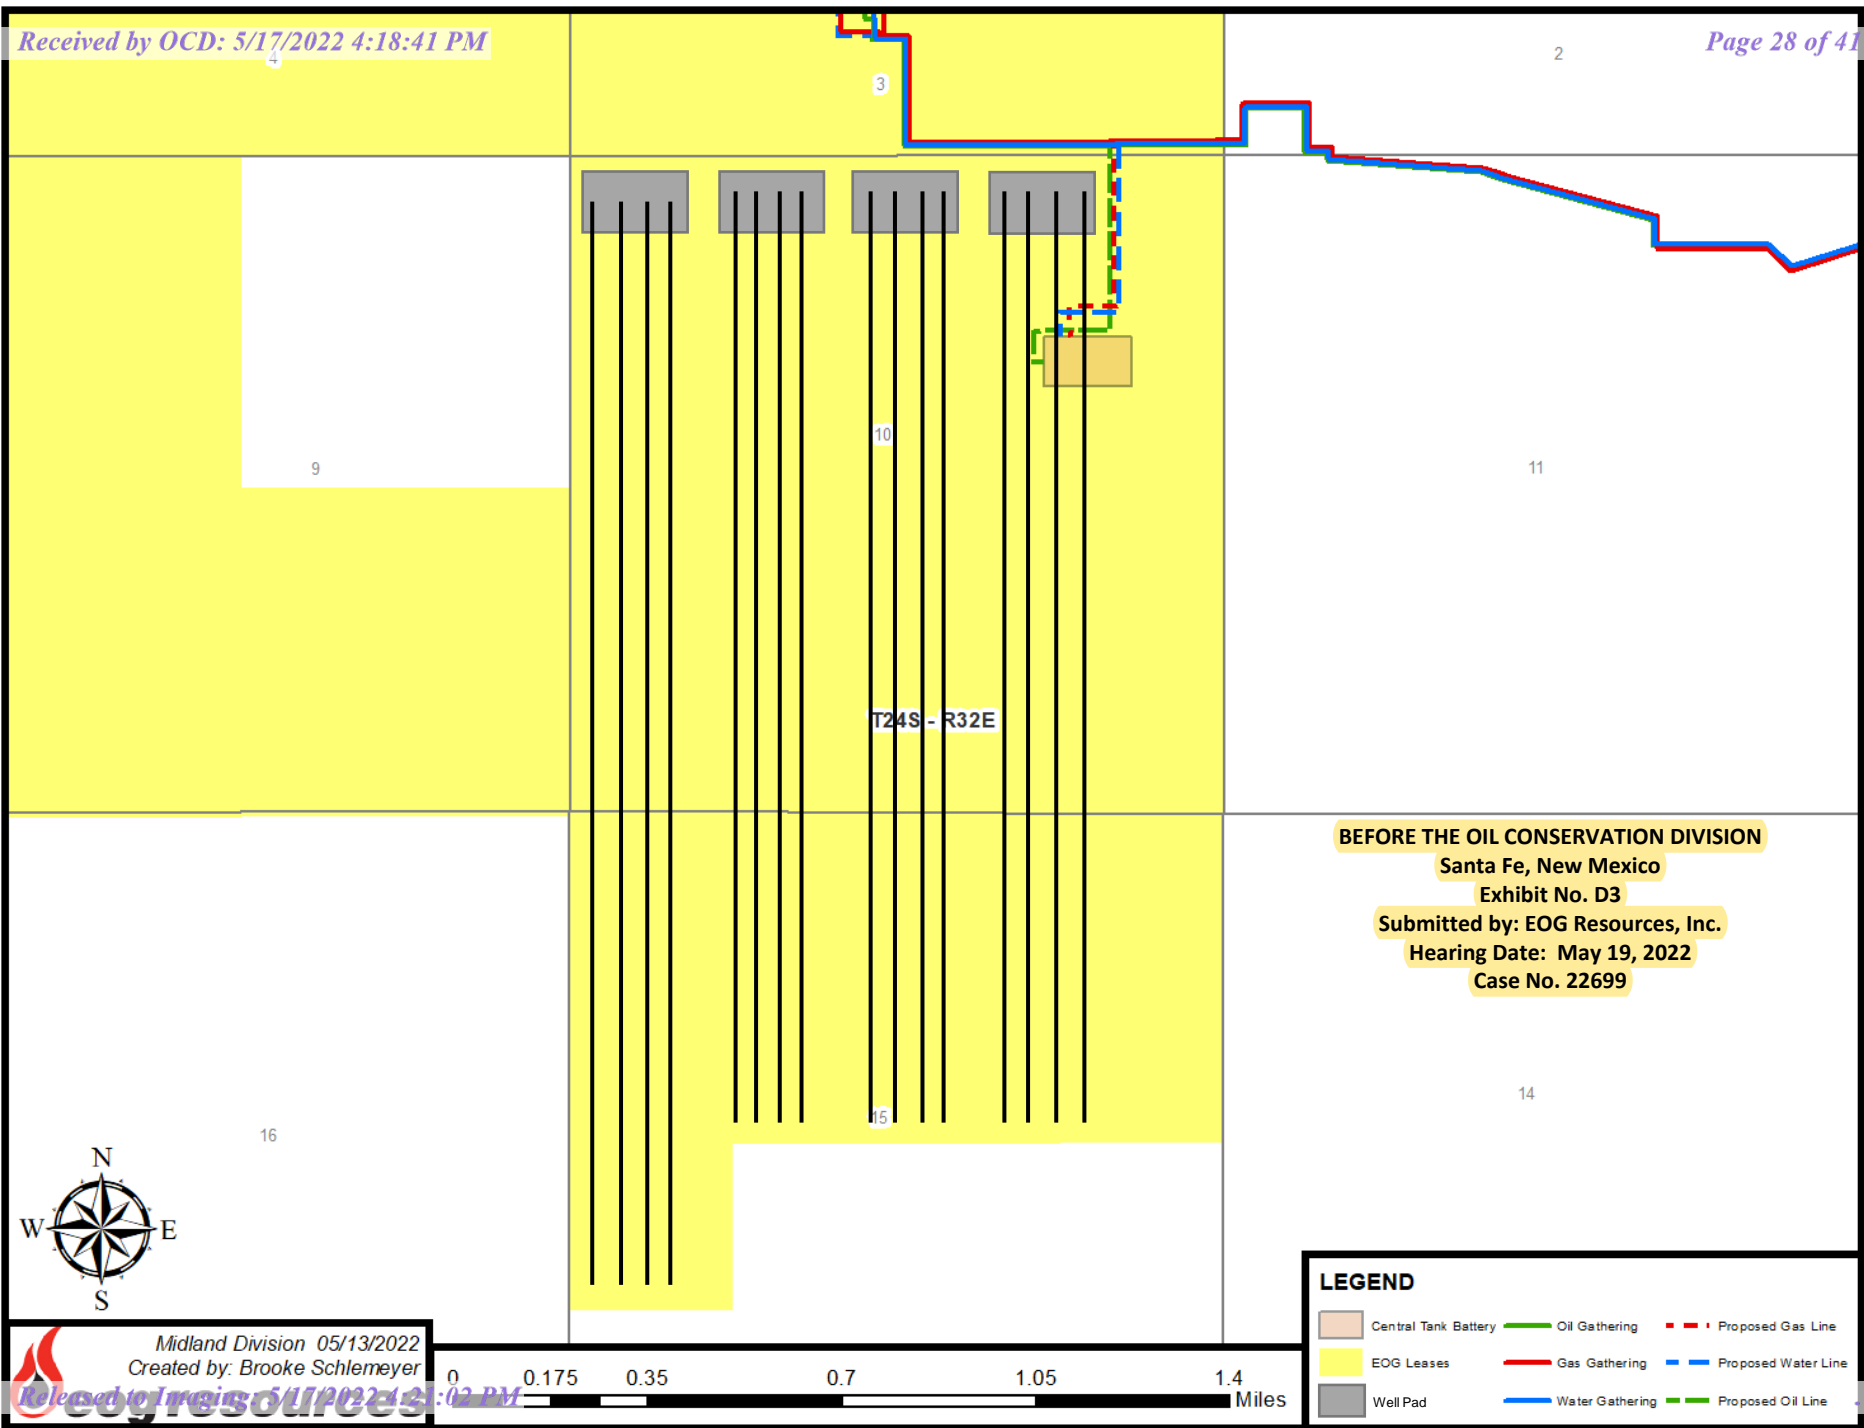 Received by OCD: 5/17/2022 4:18:41 PM
Page 28 of 41
4
3
2
9
10
11
T24S - R32E
BEFORE THE OIL CONSERVATION DIVISION
Santa Fe, New Mexico
Exhibit No. D3
Submitted by: EOG Resources, Inc.
Hearing Date: May 19, 2022
Case No. 22699
16
15
14
N
W E
S
LEGEND
Central Tank Battery
Oil Gathering
Proposed Gas Line
EOG Leases
Gas Gathering
Proposed Water Line
Well Pad
Water Gathering
Proposed Oil Line
Midland Division 05/13/2022
Created by: Brooke Schlemeyer
eog resources
Released to Imaging: 5/17/2022 4:21:02 PM
0 0.175 0.35 0.7 1.05 1.4
Miles